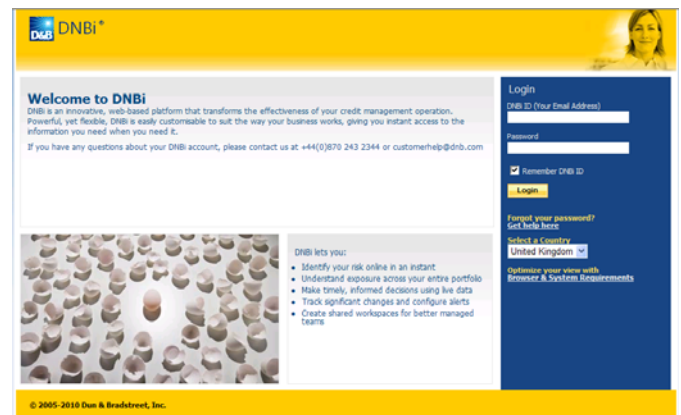 D&B DNBi®
Welcome to DNBi
DNBi is an innovative, web-based platform that transforms the effectiveness of your credit management operation.
Powerful, yet flexible, DNBi is easily customisable to suit the way your business works, giving you instant access to the
information you need when you need it.
If you have any questions about your DNBi account, please contact us at +44(0)870 243 2344 or customerhelp@dnb.com
DNBi lets you:
• Identify your risk online in an instant
• Understand exposure across your entire portfolio
• Make timely, informed decisions using live data
• Track significant changes and configure alerts
• Create shared workspaces for better managed
teams
Login
DNBi ID (Your Email Address)
Password
Remember DNBi ID
Login
Forgot your password?
Get help here
Select a Country
United Kingdom
Optimize your view with
Browser & System Requirements
© 2005-2010 Dun & Bradstreet, Inc.